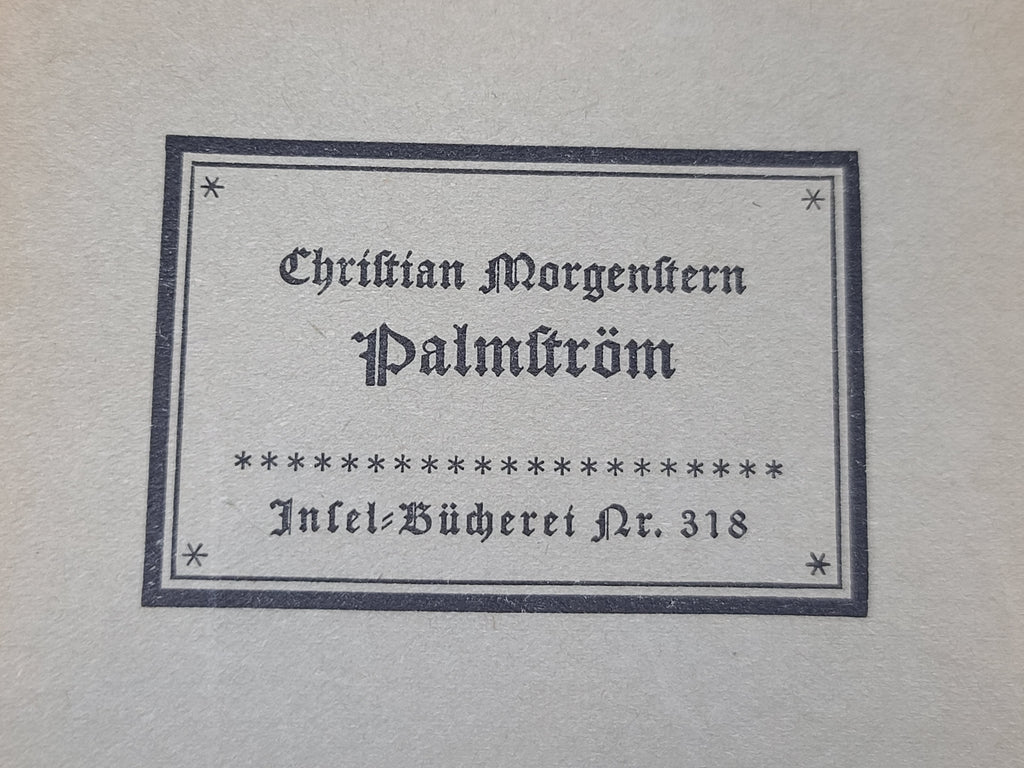 Chriſtian Morgenſtern
Palmſtröm
*********************
Inſel-Bücherei Nr. 318